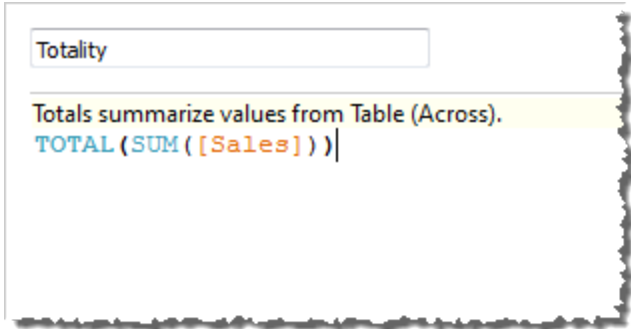 Totality
Totals summarize values from Table (Across).
TOTAL(SUM([Sales]))